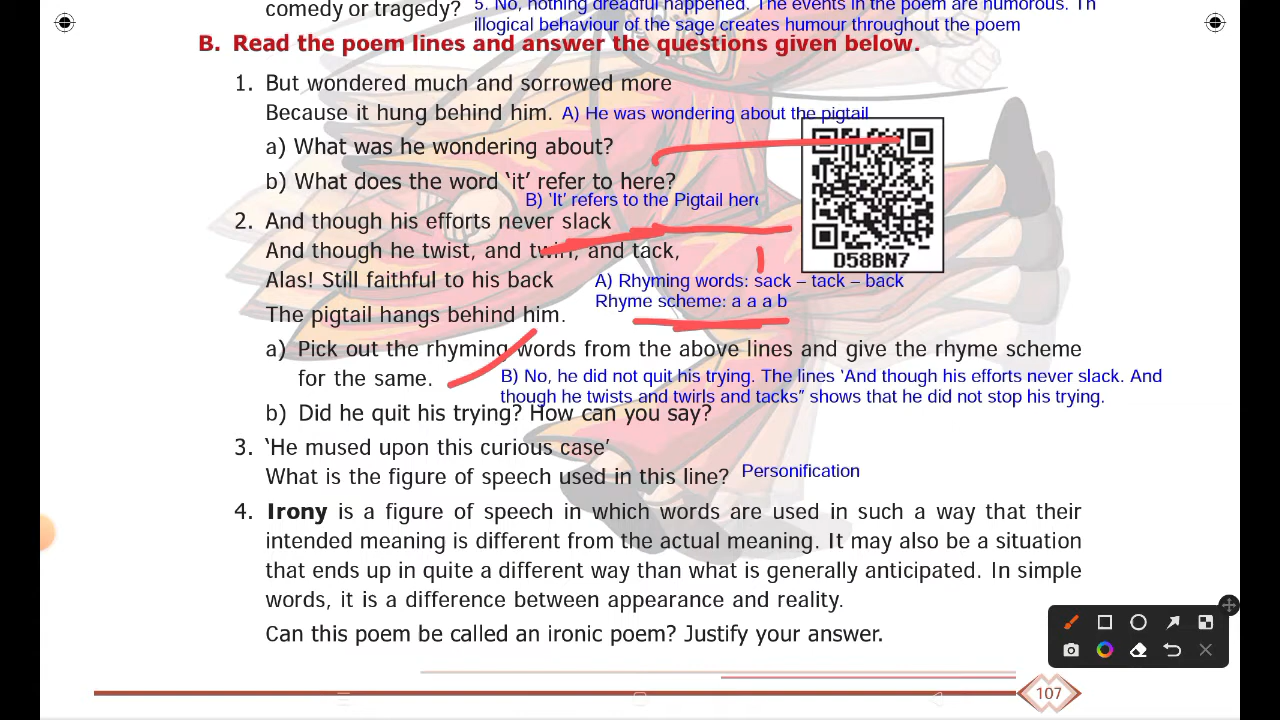 comedy or tragedy? 5. No, nothing dreadful happened. The events in the poem are humorous. Th
illogical behaviour of the sage creates humour throughout the poem
B. Read the poem lines and answer the questions given below.
1. But wondered much and sorrowed more
Because it hung behind him. A) He was wondering about the pigtail
a) What was he wondering about?
b) What does the word ‘it’ refer to here?
B) ‘It’ refers to the Pigtail here
2. And though his efforts never slack
And though he twist, and twirl, and tack,
Alas! Still faithful to his back
D58BN7
A) Rhyming words: sack – tack – back
Rhyme scheme: a a a b
The pigtail hangs behind him.
a) Pick out the rhyming words from the above lines and give the rhyme scheme
for the same.
B) No, he did not quit his trying. The lines ‘And though his efforts never slack. And
though he twists and twirls and tacks” shows that he did not stop his trying.
b) Did he quit his trying? How can you say?
3. ‘He mused upon this curious case’
What is the figure of speech used in this line? Personification
4. Irony is a figure of speech in which words are used in such a way that their
intended meaning is different from the actual meaning. It may also be a situation
that ends up in quite a different way than what is generally anticipated. In simple
words, it is a difference between appearance and reality.
Can this poem be called an ironic poem? Justify your answer.
107